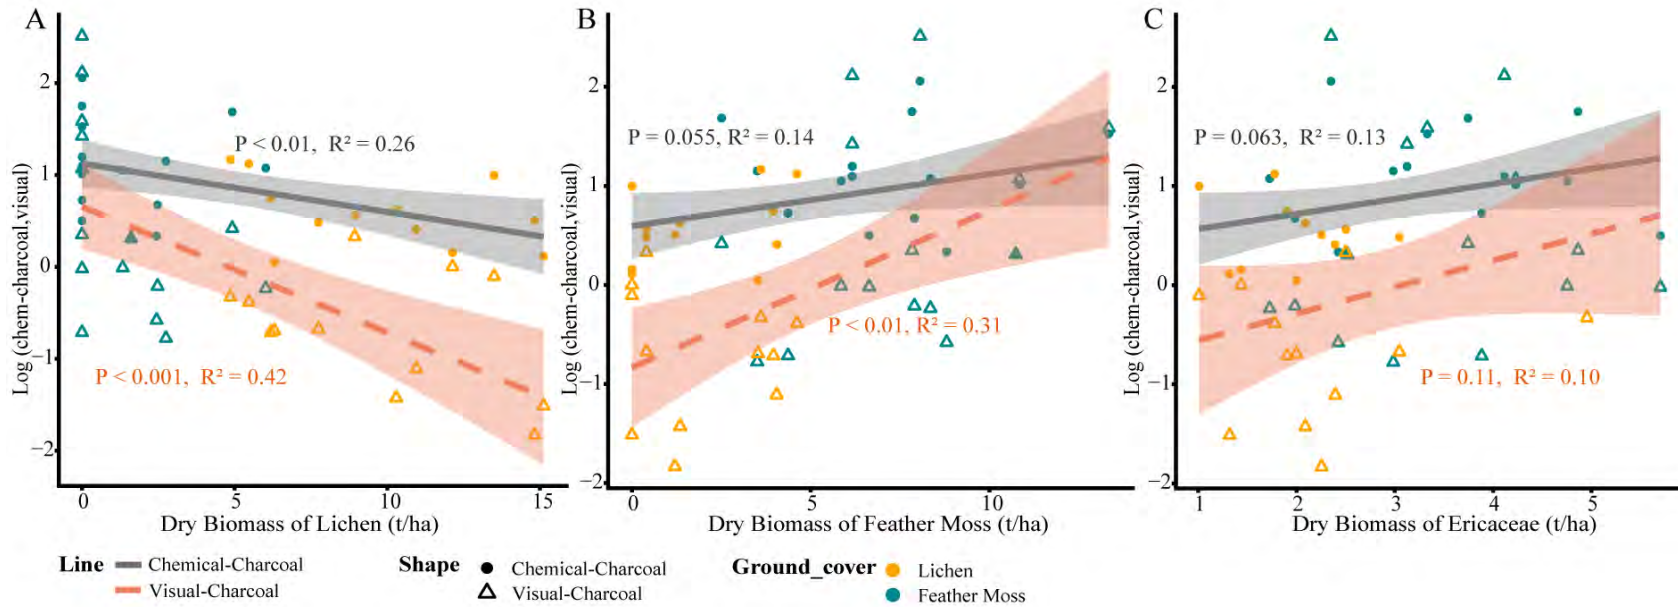 A
B
C
Log (chem-charcoal,visual)
2
1
0
−1
−2
P < 0.01, R² = 0.26
P < 0.001, R² = 0.42
0
5
10
15
Dry Biomass of Lichen (t/ha)
Log (chem-charcoal,visual)
2
1
0
−1
−2
P = 0.055, R² = 0.14
P < 0.01, R² = 0.31
0
5
10
Dry Biomass of Feather Moss (t/ha)
Log (chem-charcoal,visual)
2
1
0
−1
−2
P = 0.063, R² = 0.13
P = 0.11, R² = 0.10
1
2
3
4
5
Dry Biomass of Ericaceae (t/ha)
Line
Chemical-Charcoal
Visual-Charcoal
Shape
Chemical-Charcoal
Visual-Charcoal
Ground_cover
Lichen
Feather Moss